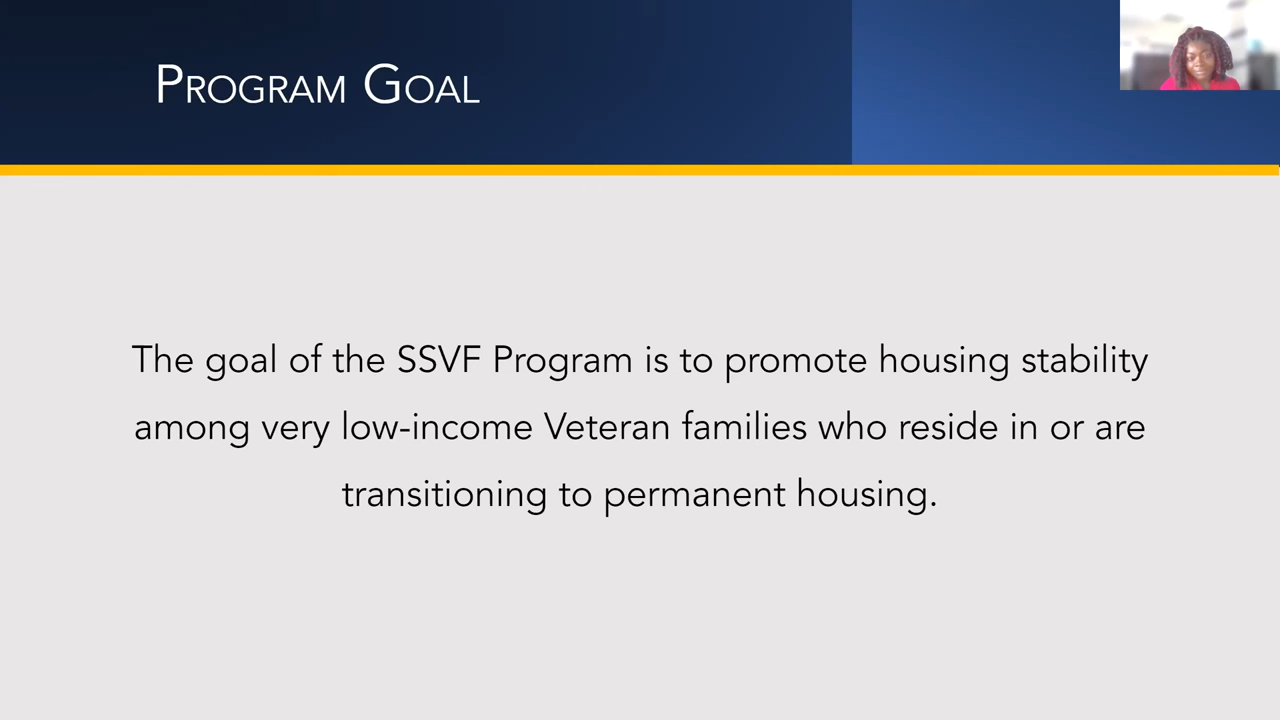 Program Goal
The goal of the SSVF Program is to promote housing stability
among very low-income Veteran families who reside in or are
transitioning to permanent housing.